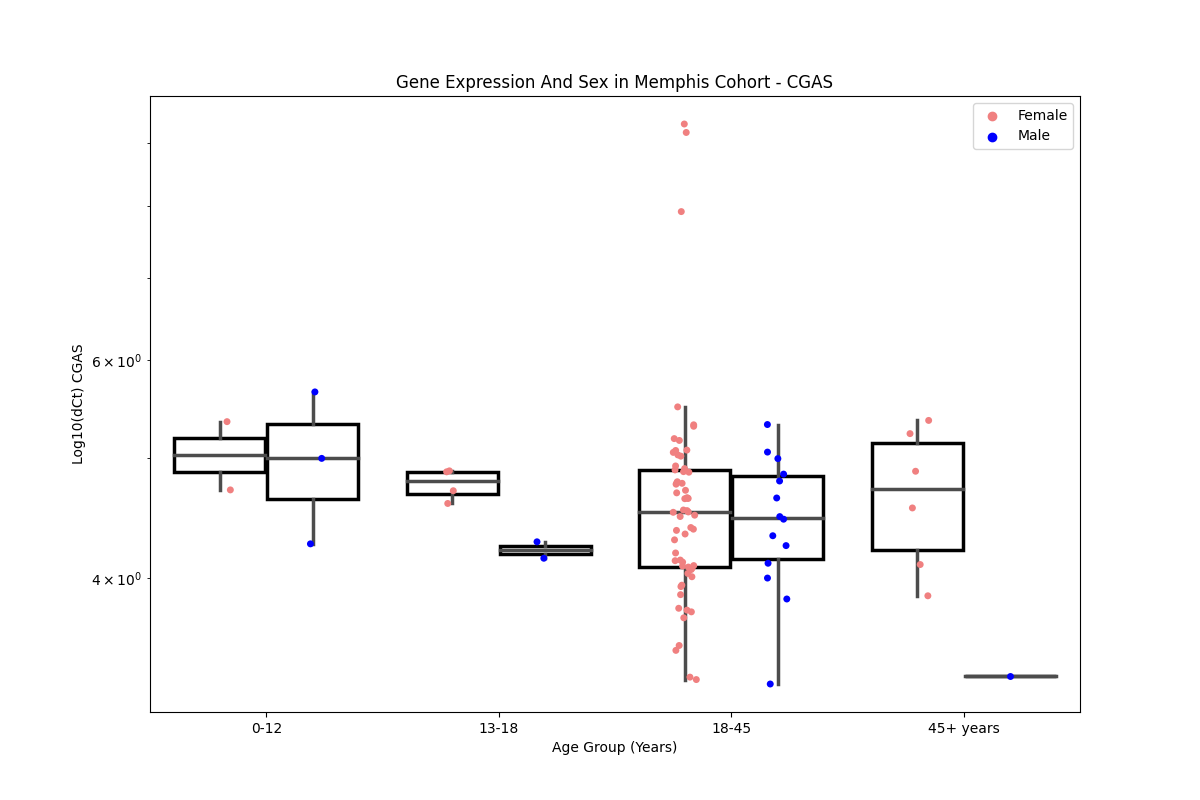 Gene Expression And Sex in Memphis Cohort - CGAS
Female
Male
Log10(dCt) CGAS
6 × 10⁰
4 × 10⁰
0-12
13-18
18-45
45+ years
Age Group (Years)